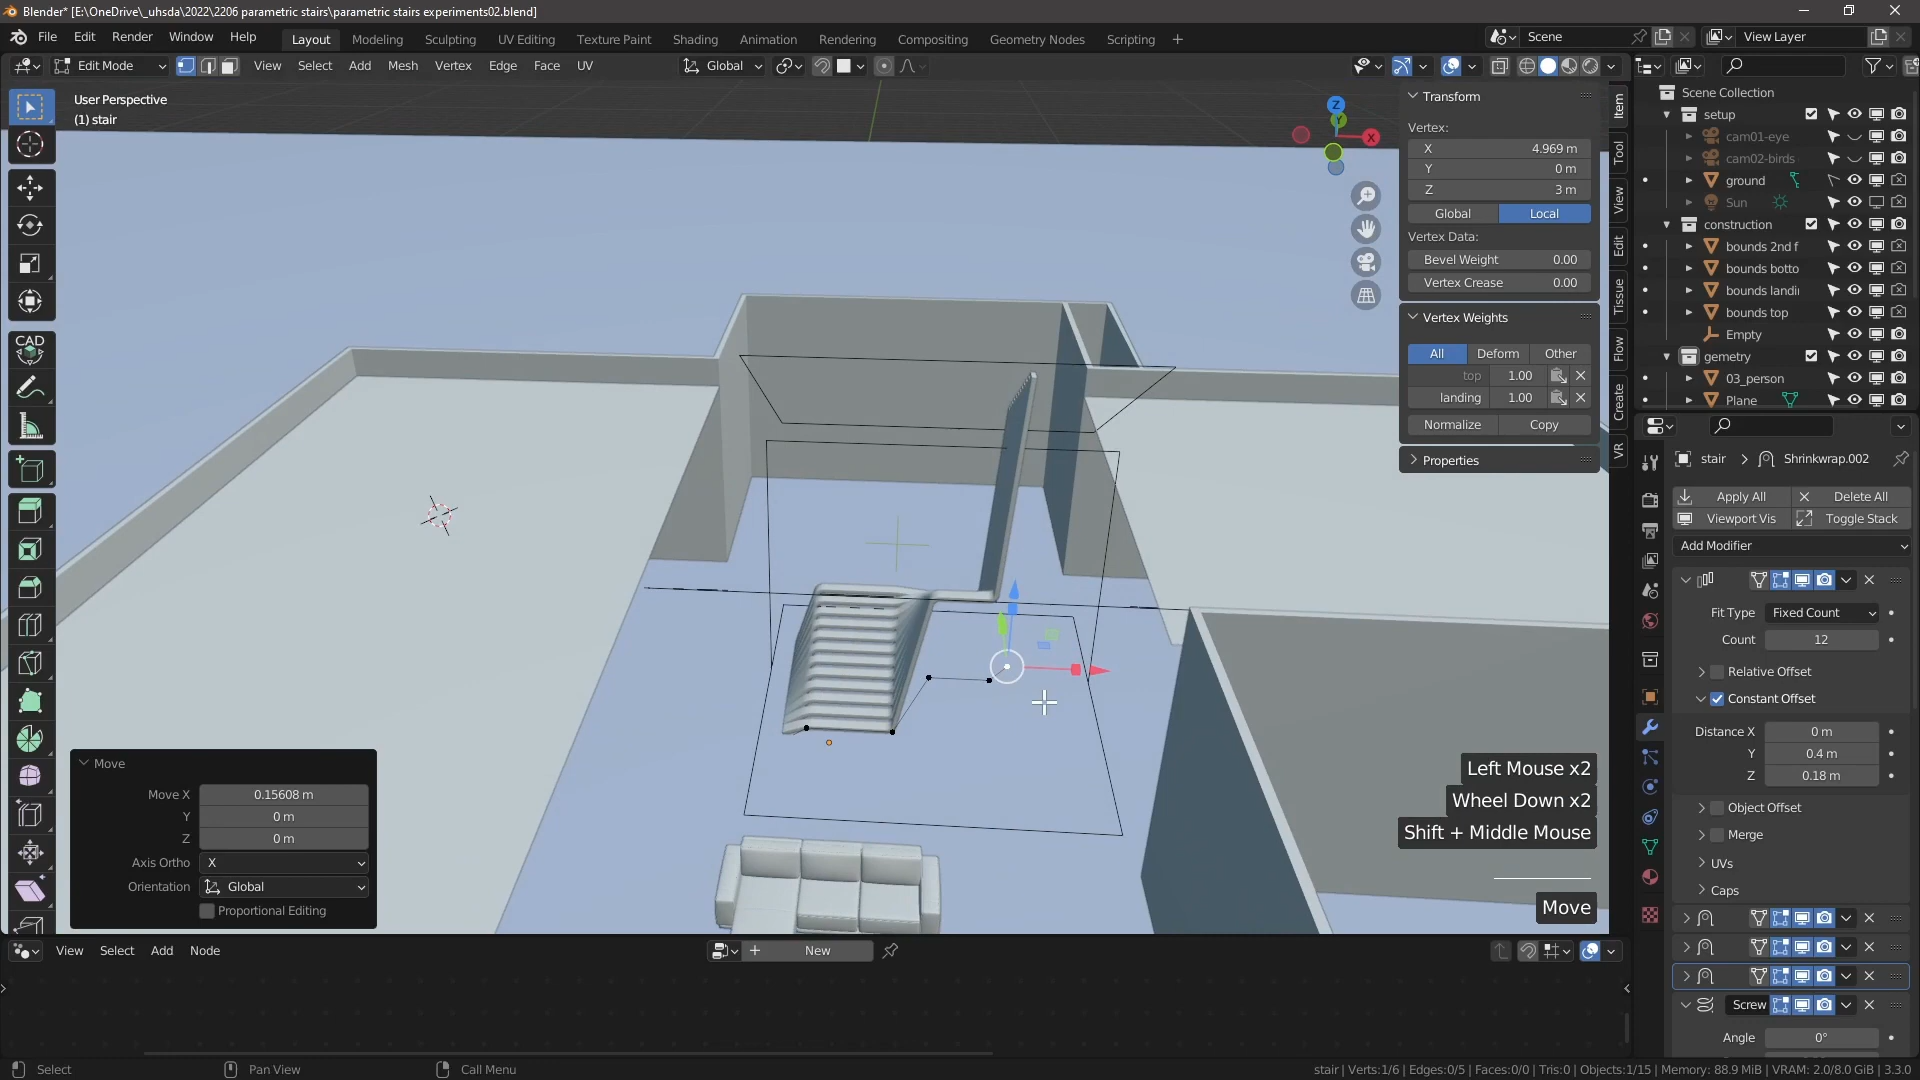 Blender* [E:\OneDrive\_uhsda\2022\2206 parametric stairs\parametric stairs experiments02.blend]
File Edit Render Window Help Layout Modeling Sculpting UV Editing Texture Paint Shading Animation Rendering Compositing Geometry Nodes Scripting + Scene View Layer
Edit Mode View Select Add Mesh Vertex Edge Face UV Global
User Perspective
(1) stair
Z
Y
X
CAD
Transform
Vertex:
X 4.969 m
Y 0 m
Z 3 m
Global Local
Vertex Data:
Bevel Weight 0.00
Vertex Crease 0.00
Vertex Weights
All Deform Other
top 1.00
landing 1.00
Normalize Copy
Properties
Item
Tool
View
Edit
Tissue
Flow
Create
VR
Scene Collection
setup
cam01-eye
cam02-birds
ground
Sun
construction
bounds 2nd f
bounds botto
bounds landi
bounds top
Empty
gemetry
03_person
Plane
stair > Shrinkwrap.002
Apply All Delete All
Viewport Vis Toggle Stack
Add Modifier
Fit Type Fixed Count
Count 12
Relative Offset
Constant Offset
Distance X 0 m
Y 0.4 m
Z 0.18 m
Object Offset
Merge
UVs
Caps
Screw
Angle 0°
Move
Move X 0.15608 m
Y 0 m
Z 0 m
Axis Ortho X
Orientation Global
Proportional Editing
Left Mouse x2
Wheel Down x2
Shift + Middle Mouse
Move
View Select Add Node New
Select Pan View Call Menu stair | Verts:1/6 | Edges:0/5 | Faces:0/0 | Tris:0 | Objects:1/15 | Memory: 88.9 MiB | VRAM: 2.0/8.0 GiB | 3.3.0